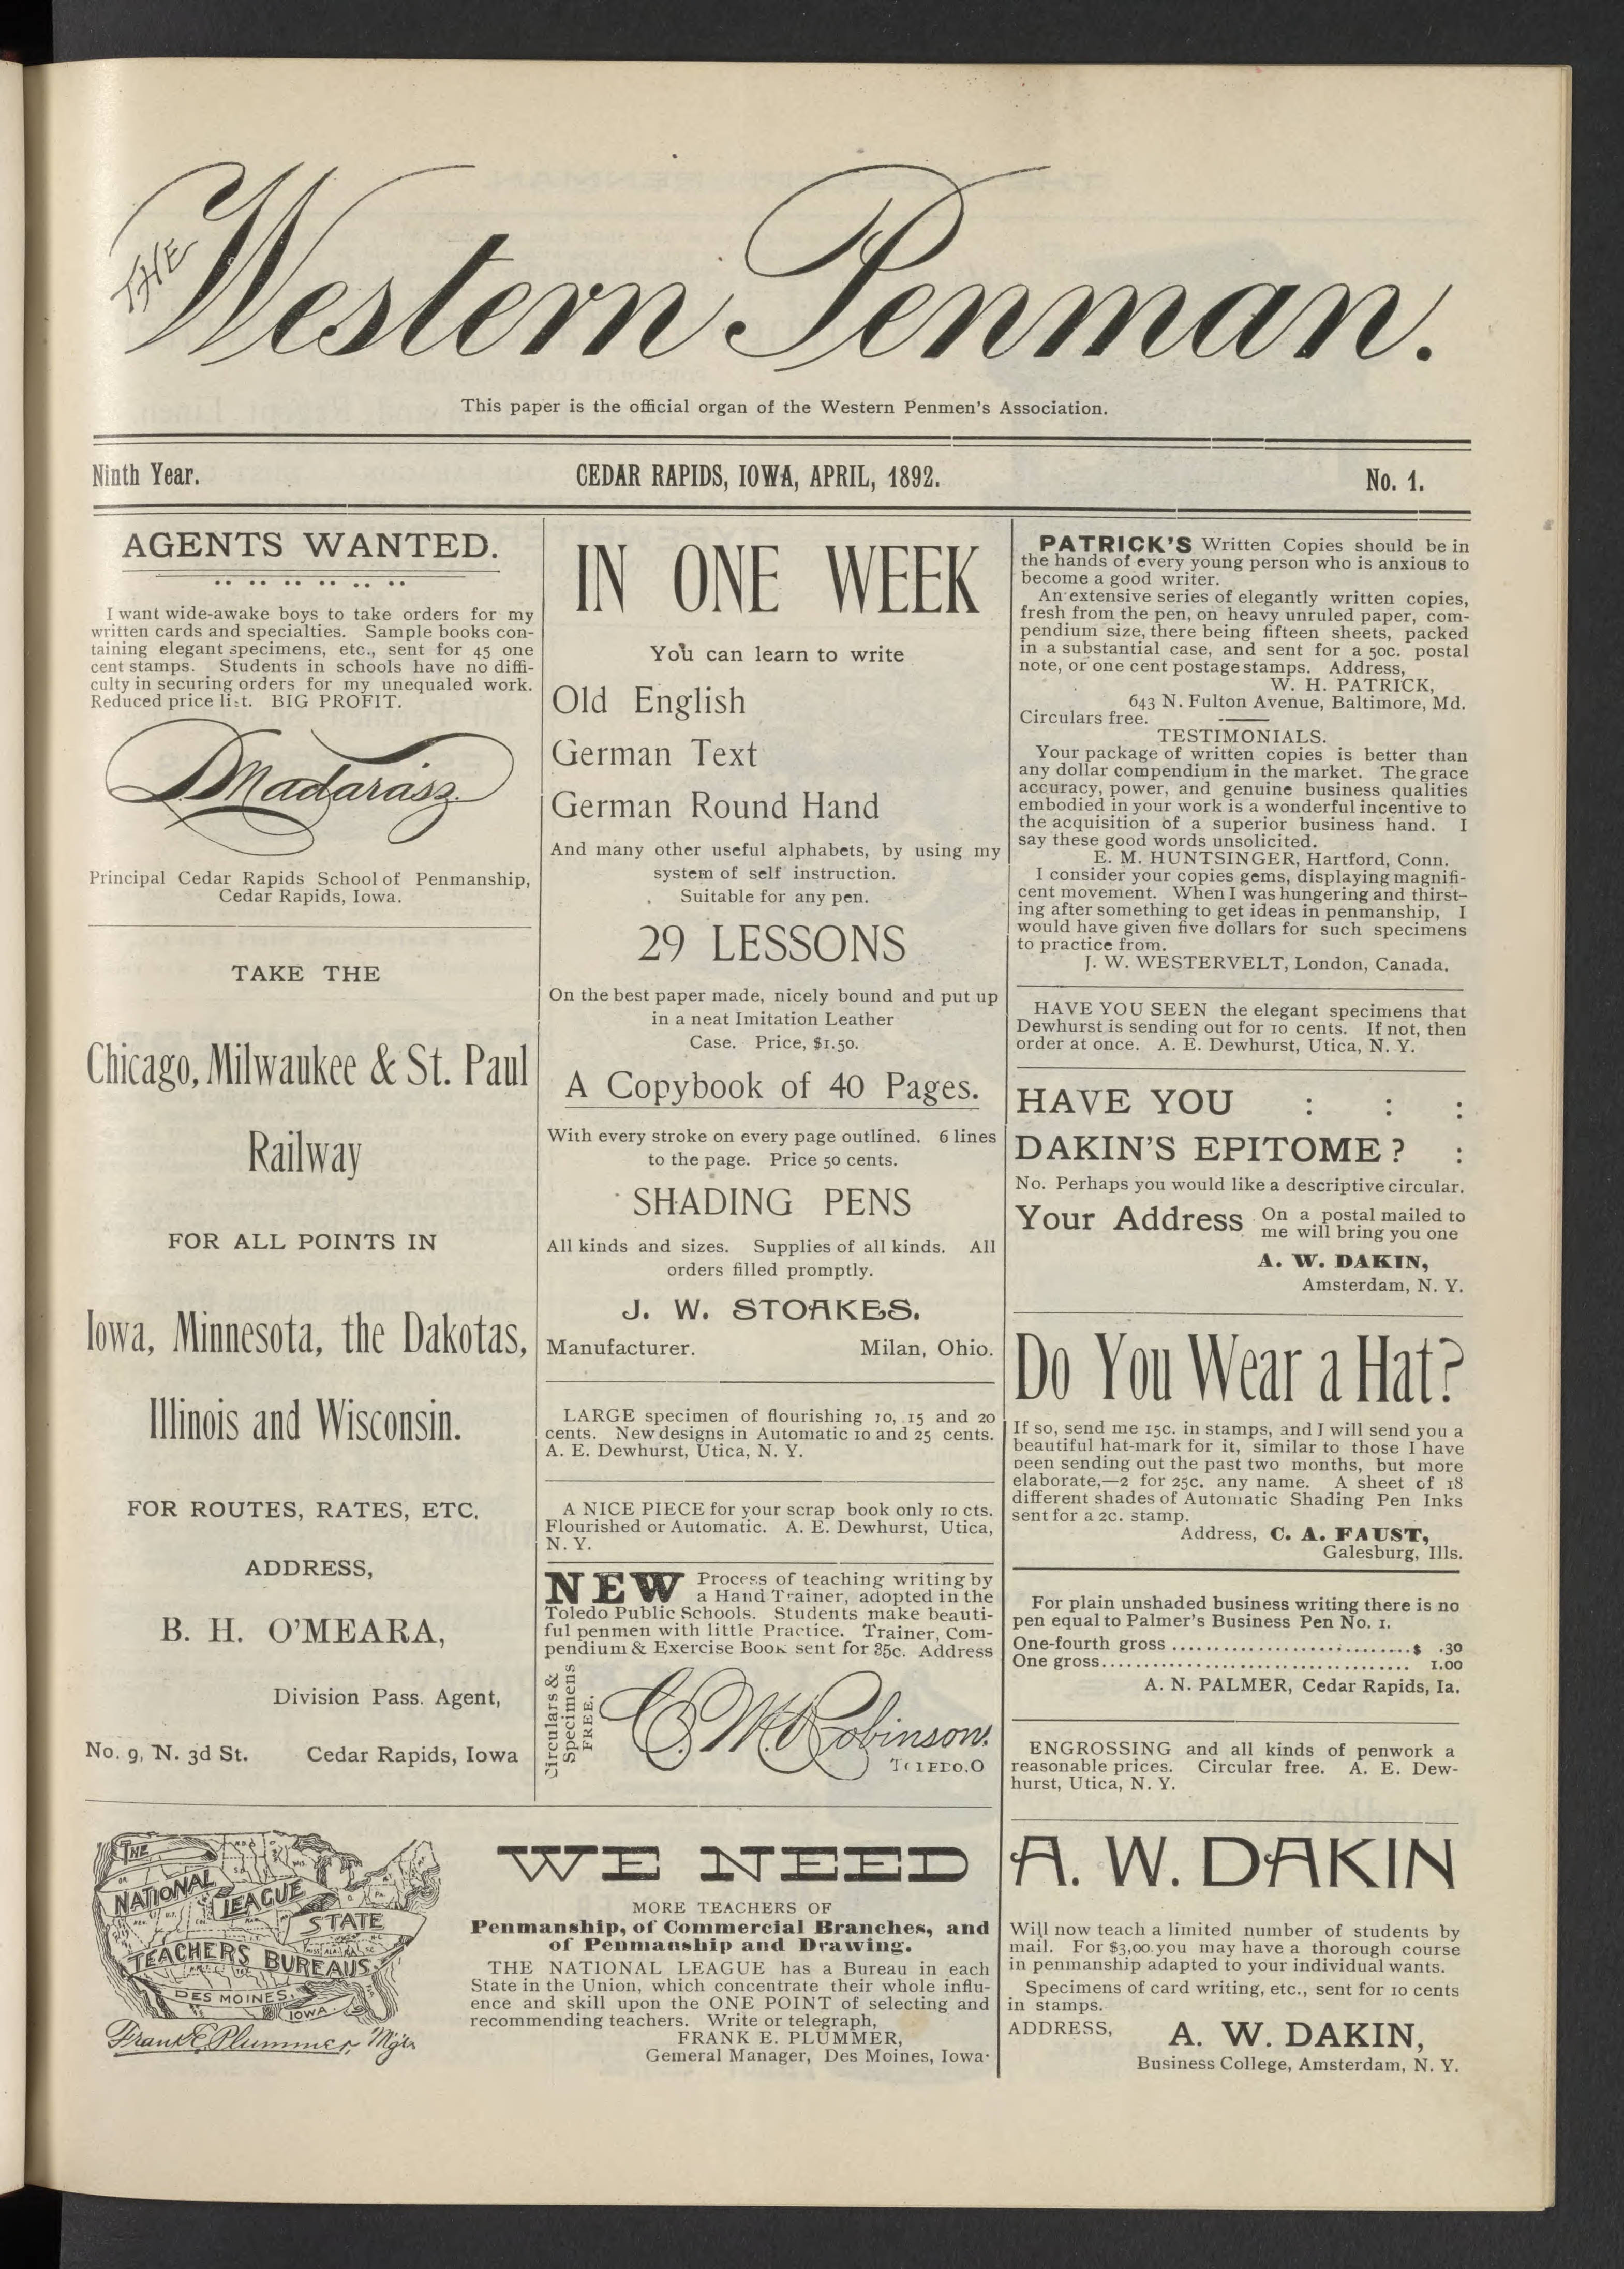 THE
Western Penman.
This paper is the official organ of the Western Penmen's Association.
Ninth Year.
CEDAR RAPIDS, IOWA, APRIL, 1892.
No. 1.
AGENTS WANTED.
I want wide-awake boys to take orders for my
written cards and specialties. Sample books con-
taining elegant specimens, etc., sent for 45 one
cent stamps. Students in schools have no diffi-
culty in securing orders for my unequaled work.
Reduced price list. BIG PROFIT.
L. Madarasz.
Principal Cedar Rapids School of Penmanship,
Cedar Rapids, Iowa.
TAKE THE
Chicago, Milwaukee & St. Paul
Railway
FOR ALL POINTS IN
Iowa, Minnesota, the Dakotas,
Illinois and Wisconsin.
FOR ROUTES, RATES, ETC.
ADDRESS,
B. H. O'MEARA,
Division Pass. Agent,
No. 9, N. 3d St. Cedar Rapids, Iowa
IN ONE WEEK
You can learn to write
Old English
German Text
German Round Hand
And many other useful alphabets, by using my
system of self instruction.
Suitable for any pen.
29 LESSONS
On the best paper made, nicely bound and put up
in a neat Imitation Leather
Case. Price, $1.50.
A Copybook of 40 Pages.
With every stroke on every page outlined. 6 lines
to the page. Price 50 cents.
SHADING PENS
All kinds and sizes. Supplies of all kinds. All
orders filled promptly.
J. W. STOAKES.
Manufacturer. Milan, Ohio.
LARGE specimen of flourishing 10, 15 and 20
cents. New designs in Automatic 10 and 25 cents.
A. E. Dewhurst, Utica, N. Y.
A NICE PIECE for your scrap book only 10 cts.
Flourished or Automatic. A. E. Dewhurst, Utica,
N. Y.
NEW Process of teaching writing by
a Hand Trainer, adopted in the
Toledo Public Schools. Students make beauti-
ful penmen with little Practice. Trainer, Com-
pendium & Exercise Book sent for 35c. Address
Circulars &
Specimens
FREE.
C. M. Robinson.
TOLEDO.O
PATRICK'S Written Copies should be in
the hands of every young person who is anxious to
become a good writer.
An extensive series of elegantly written copies,
fresh from the pen, on heavy unruled paper, com-
pendium size, there being fifteen sheets, packed
in a substantial case, and sent for a 50c. postal
note, or one cent postage stamps. Address,
W. H. PATRICK,
643 N. Fulton Avenue, Baltimore, Md.
Circulars free.
TESTIMONIALS.
Your package of written copies is better than
any dollar compendium in the market. The grace
accuracy, power, and genuine business qualities
embodied in your work is a wonderful incentive to
the acquisition of a superior business hand. I
say these good words unsolicited.
E. M. HUNTSINGER, Hartford, Conn.
I consider your copies gems, displaying magnifi-
cent movement. When I was hungering and thirst-
ing after something to get ideas in penmanship, I
would have given five dollars for such specimens
to practice from.
J. W. WESTERVELT, London, Canada.
HAVE YOU SEEN the elegant specimens that
Dewhurst is sending out for 10 cents. If not, then
order at once. A. E. Dewhurst, Utica, N. Y.
HAVE YOU : : :
DAKIN'S EPITOME? :
No. Perhaps you would like a descriptive circular.
Your Address On a postal mailed to
me will bring you one
A. W. DAKIN,
Amsterdam, N. Y.
Do You Wear a Hat?
If so, send me 15c. in stamps, and I will send you a
beautiful hat-mark for it, similar to those I have
been sending out the past two months, but more
elaborate,—2 for 25c. any name. A sheet of 18
different shades of Automatic Shading Pen Inks
sent for a 2c. stamp.
Address, C. A. FAUST,
Galesburg, Ills.
For plain unshaded business writing there is no
pen equal to Palmer's Business Pen No. 1.
One-fourth gross ................................ $ .30
One gross..................................... 1.00
A. N. PALMER, Cedar Rapids, Ia.
ENGROSSING and all kinds of penwork a
reasonable prices. Circular free. A. E. Dew-
hurst, Utica, N. Y.
THE
NATIONAL
LEAGUE
STATE
TEACHERS BUREAUS
DES MOINES,
IOWA.
Frank E. Plummer, Mg'r
WE NEED
MORE TEACHERS OF
Penmanship, of Commercial Branches, and
of Penmanship and Drawing.
THE NATIONAL LEAGUE has a Bureau in each
State in the Union, which concentrate their whole influ-
ence and skill upon the ONE POINT of selecting and
recommending teachers. Write or telegraph,
FRANK E. PLUMMER,
Gemeral Manager, Des Moines, Iowa.
A. W. DAKIN
Will now teach a limited number of students by
mail. For $3,00 you may have a thorough course
in penmanship adapted to your individual wants.
Specimens of card writing, etc., sent for 10 cents
in stamps.
ADDRESS, A. W. DAKIN,
Business College, Amsterdam, N. Y.